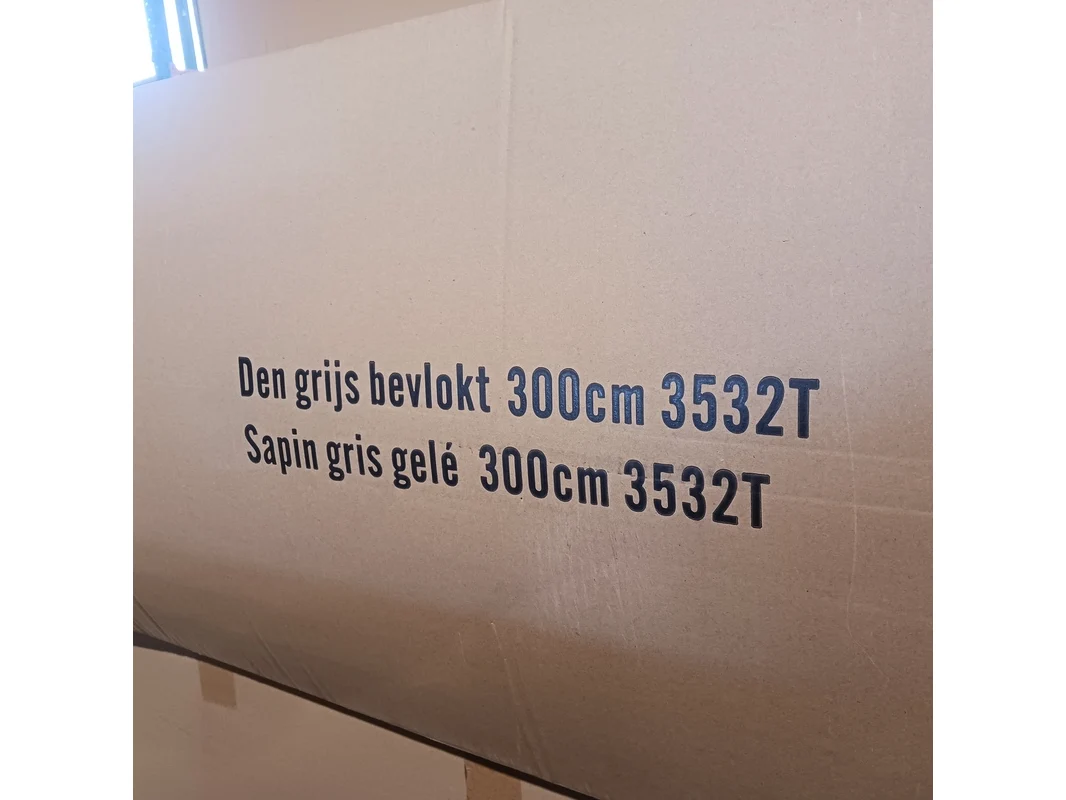 Den grijs bevlokt 300cm 3532T
Sapin gris gelé 300cm 3532T